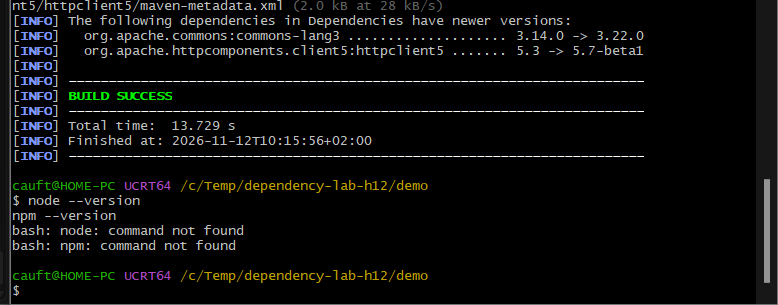 nt5/httpclient5/maven-metadata.xml (2.0 kB at 28 kB/s)
[INFO] The following dependencies in Dependencies have newer versions:
[INFO]   org.apache.commons:commons-lang3 ..................... 3.14.0 -> 3.22.0
[INFO]   org.apache.httpcomponents.client5:httpclient5 ....... 5.3 -> 5.7-beta1
[INFO]
[INFO] ------------------------------------------------------------------------
[INFO] BUILD SUCCESS
[INFO] ------------------------------------------------------------------------
[INFO] Total time:  13.729 s
[INFO] Finished at: 2026-11-12T10:15:56+02:00
[INFO] ------------------------------------------------------------------------
cauft@HOME-PC UCRT64 /c/Temp/dependency-lab-h12/demo
$ node --version
npm --version
bash: node: command not found
bash: npm: command not found
cauft@HOME-PC UCRT64 /c/Temp/dependency-lab-h12/demo
$